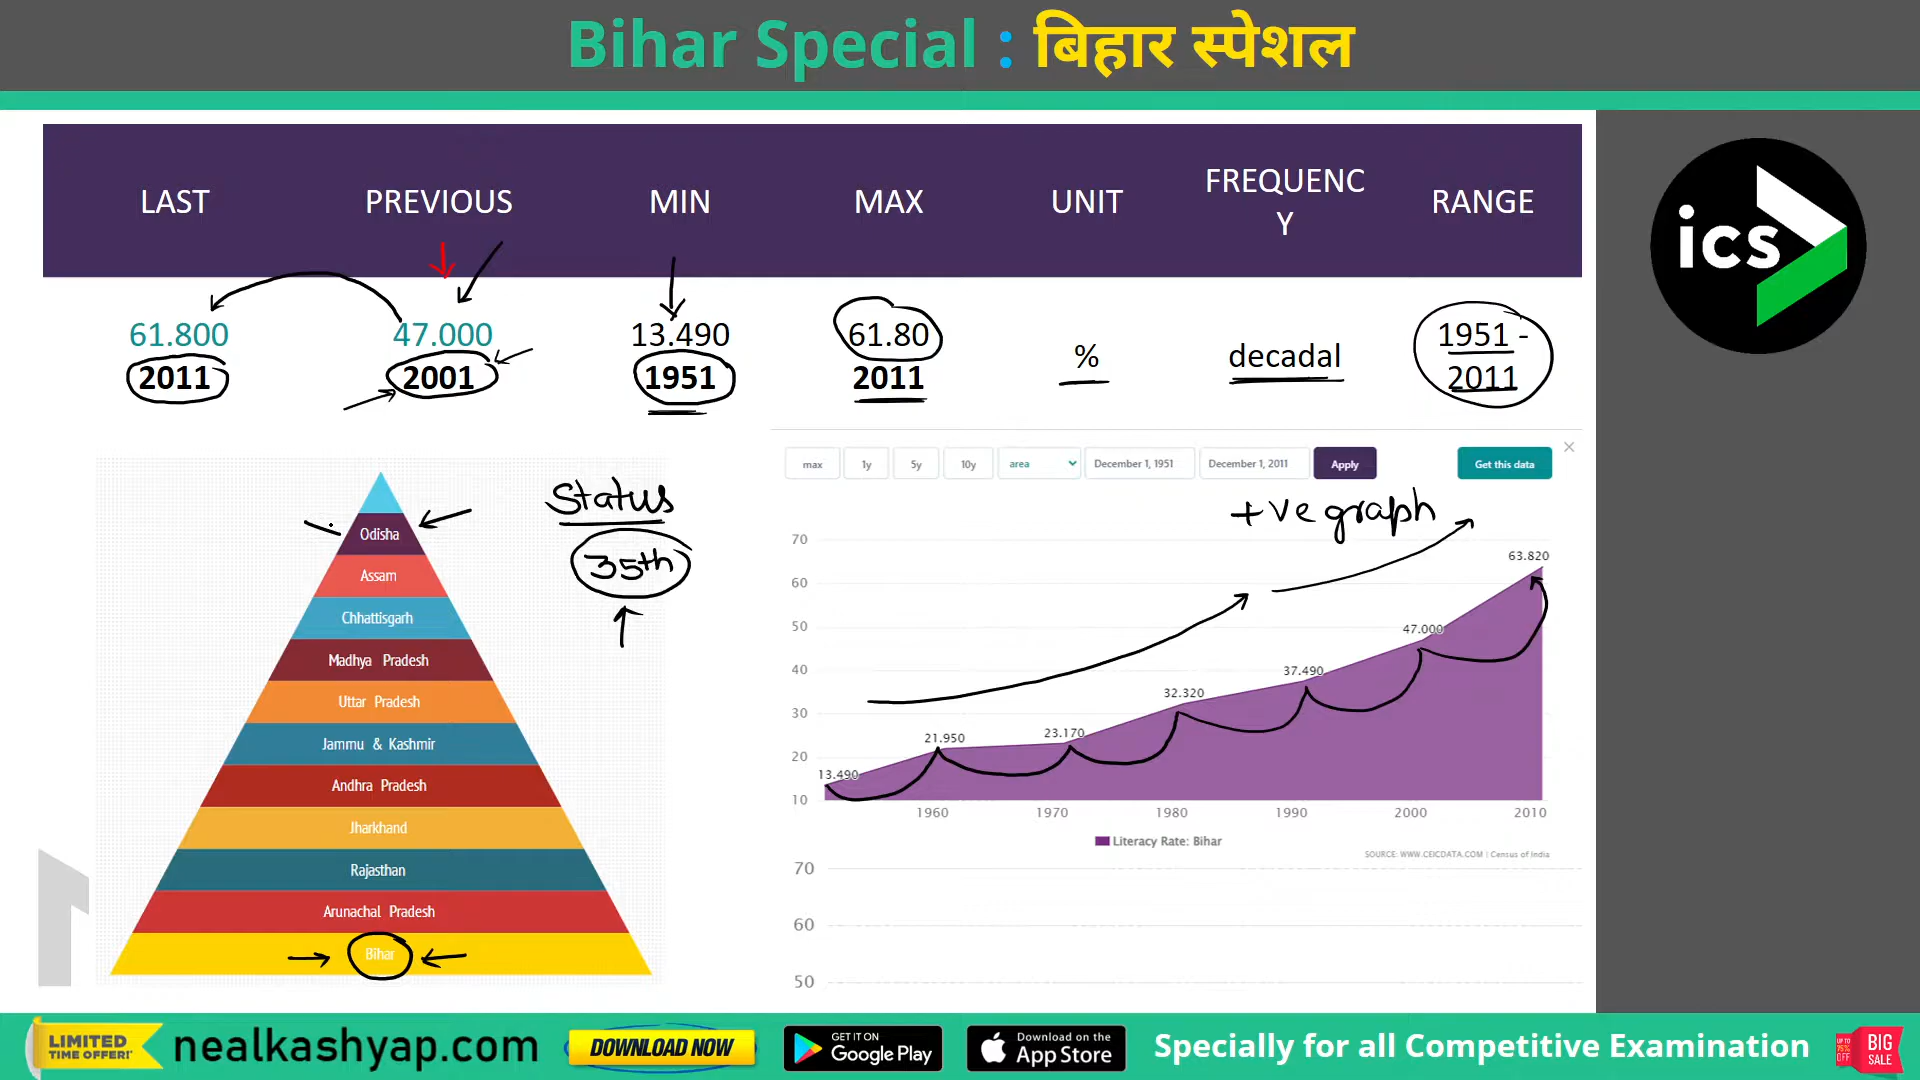 Bihar Special : बिहार स्पेशल
LAST PREVIOUS MIN MAX UNIT FREQUENC RANGE
Y
61.800 47.000 13.490 61.80 % decadal 1951 -
2011 2001 1951 2011 2011
ics
max 1y 5y 10y area December 1, 1951 December 1, 2011 Apply Get this data
Status
35th
+ve graph
Odisha
Assam
Chhattisgarh
Madhya Pradesh
Uttar Pradesh
Jammu & Kashmir
Andhra Pradesh
Jharkhand
Rajasthan
Arunachal Pradesh
Bihar
70
60
50
40
30
20
10
13.490 21.950 23.170 32.320 37.490 47.000 63.820
1960 1970 1980 1990 2000 2010
Literacy Rate: Bihar
SOURCE: WWW.CEICDATA.COM | Census of India
70
60
50
LIMITED
TIME OFFER!*
nealkashyap.com
DOWNLOAD NOW
GET IT ON
Google Play
Download on the
App Store
Specially for all Competitive Examination
UP TO
75%
OFF
BIG
SALE